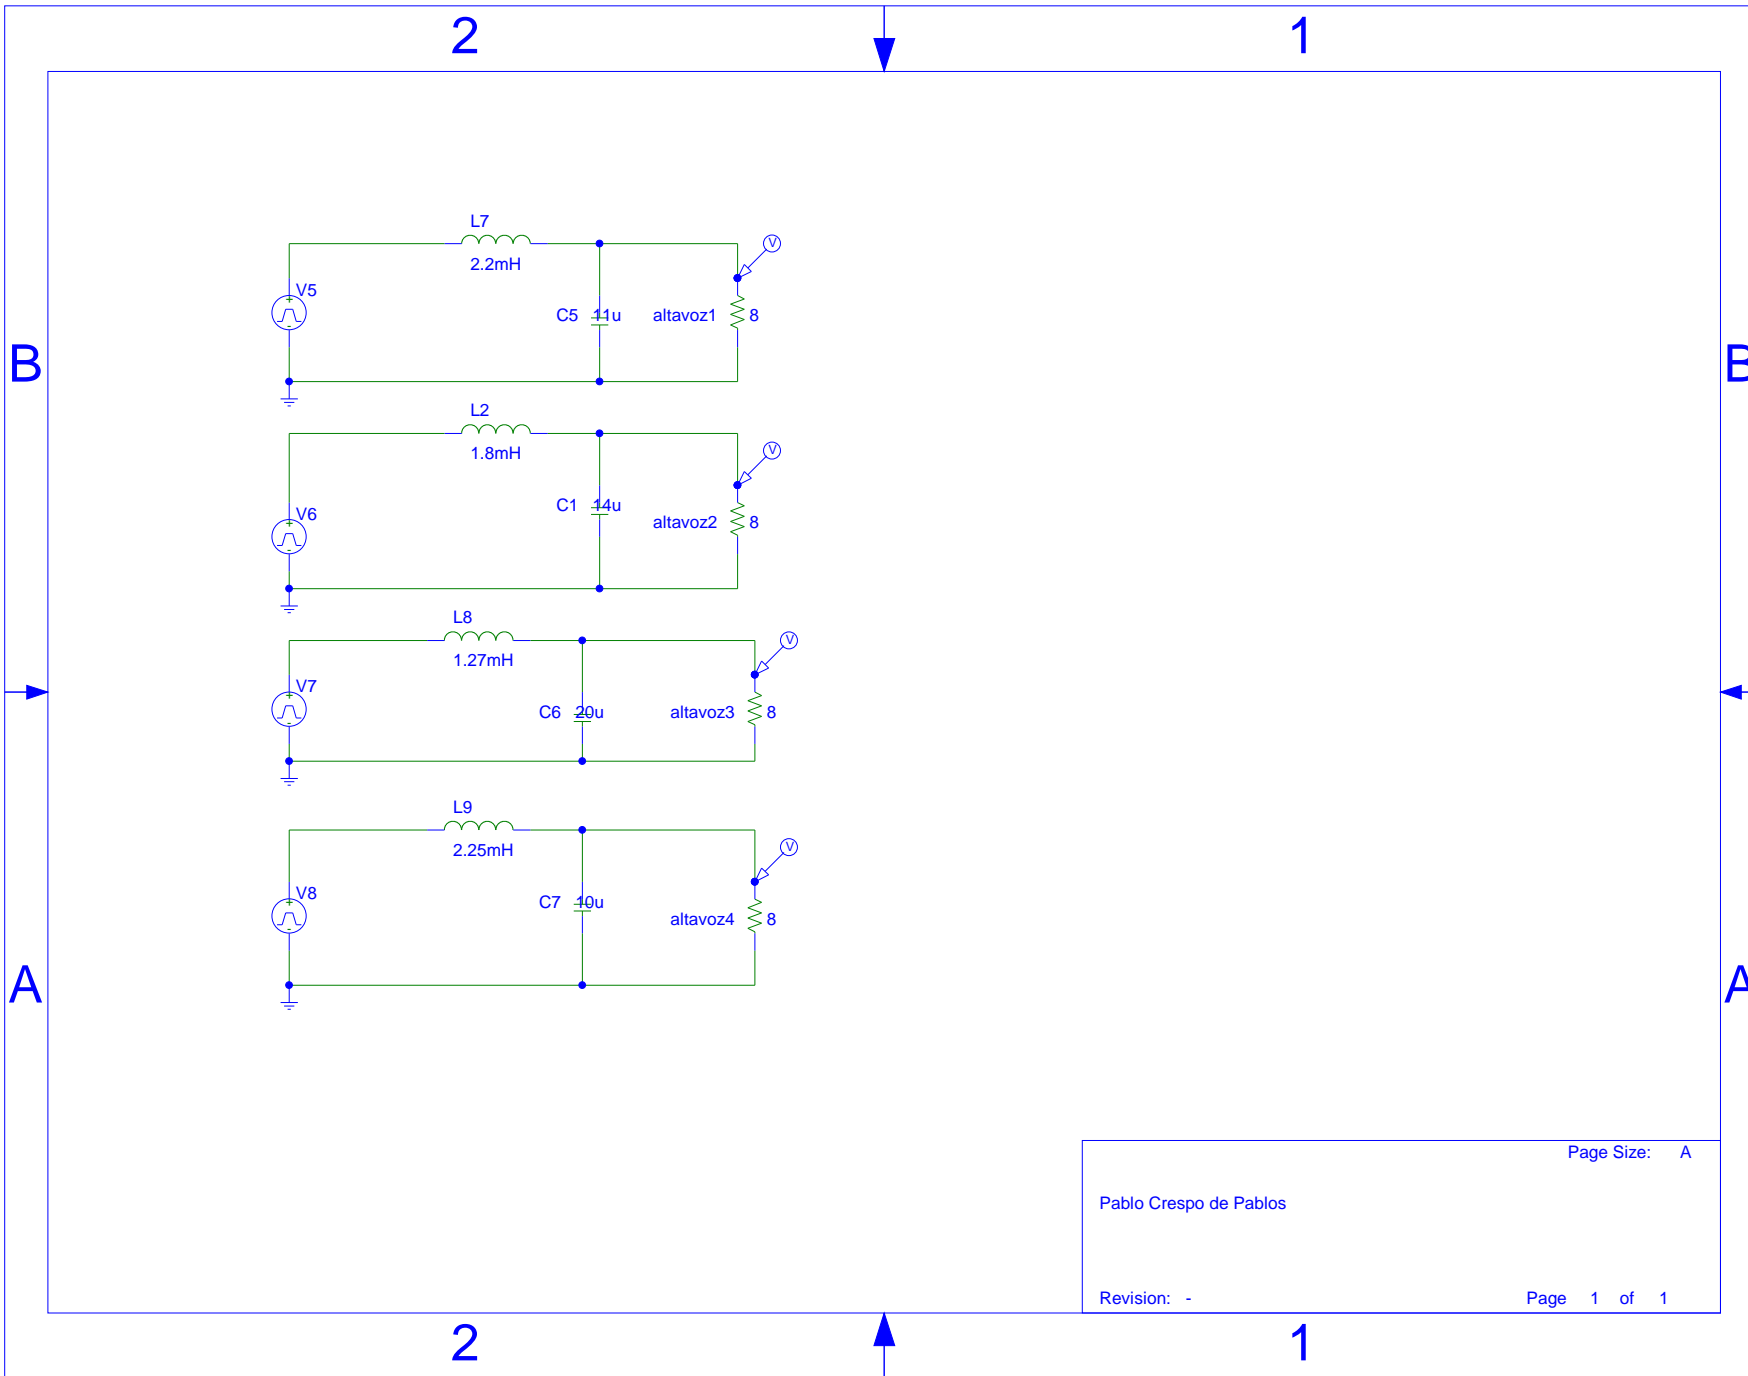 2 1
L7
2.2mH
V
V5
+
-
C5 11u altavoz1 8
B B
L2
1.8mH
V
V6
+
-
C1 14u altavoz2 8
L8
1.27mH
V
V7
+
-
C6 20u altavoz3 8
L9
2.25mH
V
V8
+
-
C7 10u altavoz4 8
A A
Page Size: A
Pablo Crespo de Pablos
Revision: - Page 1 of 1
2 1